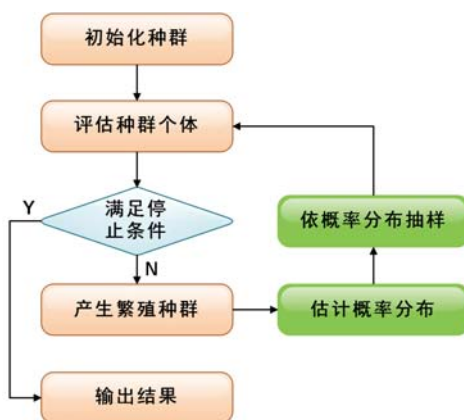 初始化种群
评估种群个体
Y
满足停
止条件
依概率分布抽样
N
产生繁殖种群
估计概率分布
输出结果